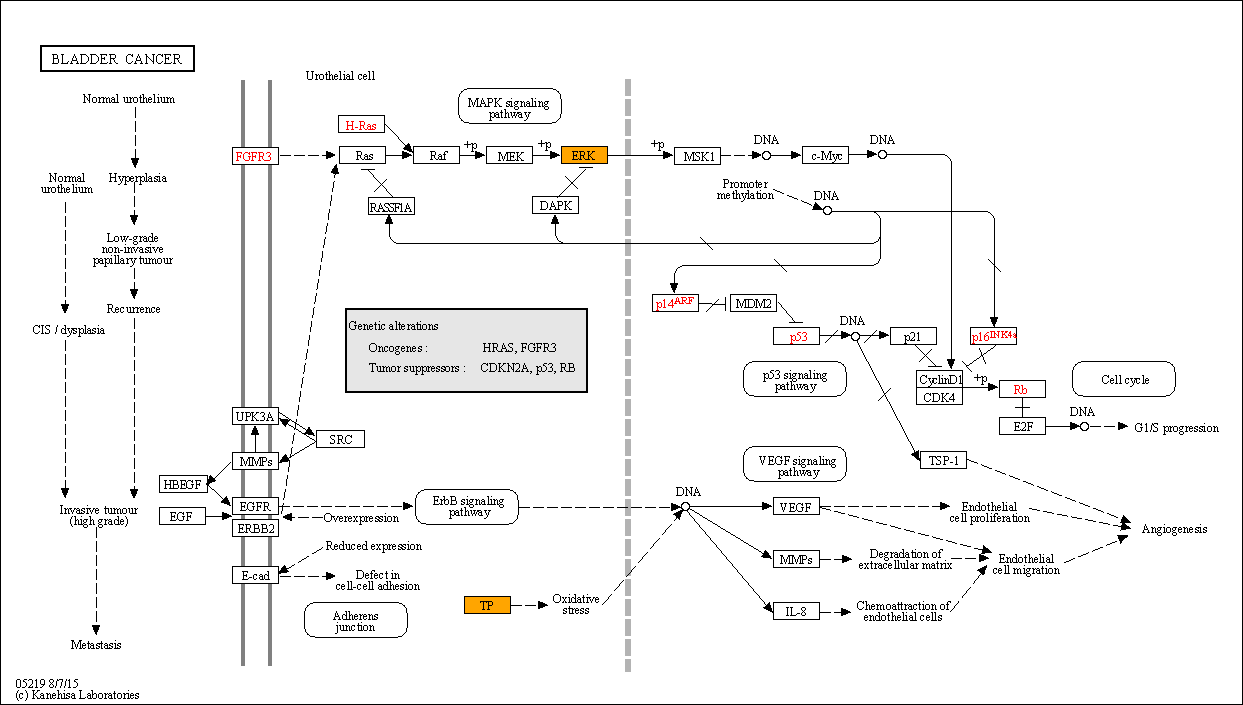 BLADDER CANCER
Urothelial cell
Normal urothelium
MAPK signaling
pathway
H-Ras
+p
+p
+p
DNA
DNA
FGFR3
Ras
Raf
MEK
ERK
MSK1
c-Myc
Normal
urothelium
Hyperplasia
Promoter
methylation
DNA
RASSF1A
DAPK
Low-grade
non-invasive
papillary tumour
Recurrence
CIS / dysplasia
p14ARF
MDM2
Genetic alterations
Oncogenes :
HRAS, FGFR3
Tumor suppressors :
CDKN2A, p53, RB
p53
DNA
p21
p16INK4a
p53 signaling
pathway
CyclinD1
CDK4
+p
Rb
Cell cycle
UPK3A
SRC
E2F
DNA
G1/S progression
MMPs
VEGF signaling
pathway
TSP-1
HBEGF
EGF
EGFR
ERBB2
Overexpression
ErbB signaling
pathway
DNA
VEGF
Endothelial
cell proliferation
Angiogenesis
Invasive tumour
(high grade)
Reduced expression
E-cad
Defect in
cell-cell adhesion
MMPs
Degradation of
extracellular matrix
Endothelial
cell migration
Adherens
junction
TP
Oxidative
stress
IL-8
Chemoattraction of
endothelial cells
Metastasis
05219 8/7/15
(c) Kanehisa Laboratories